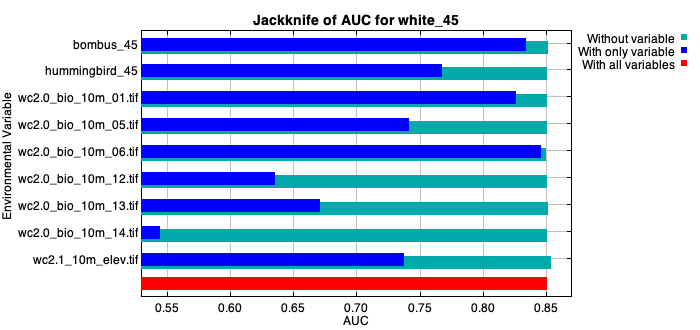 Jackknife of AUC for white_45
Without variable
With only variable
With all variables
Environmental Variable
bombus_45
hummingbird_45
wc2.0_bio_10m_01.tif
wc2.0_bio_10m_05.tif
wc2.0_bio_10m_06.tif
wc2.0_bio_10m_12.tif
wc2.0_bio_10m_13.tif
wc2.0_bio_10m_14.tif
wc2.1_10m_elev.tif
0.55 0.60 0.65 0.70 0.75 0.80 0.85
AUC